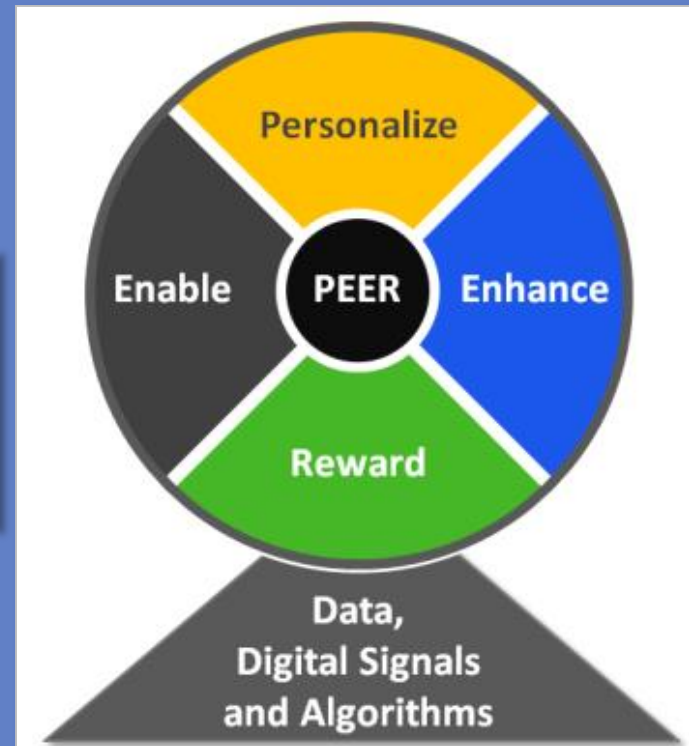 Personalize
Enable
PEER
Enhance
Reward
Data,
Digital Signals
and Algorithms